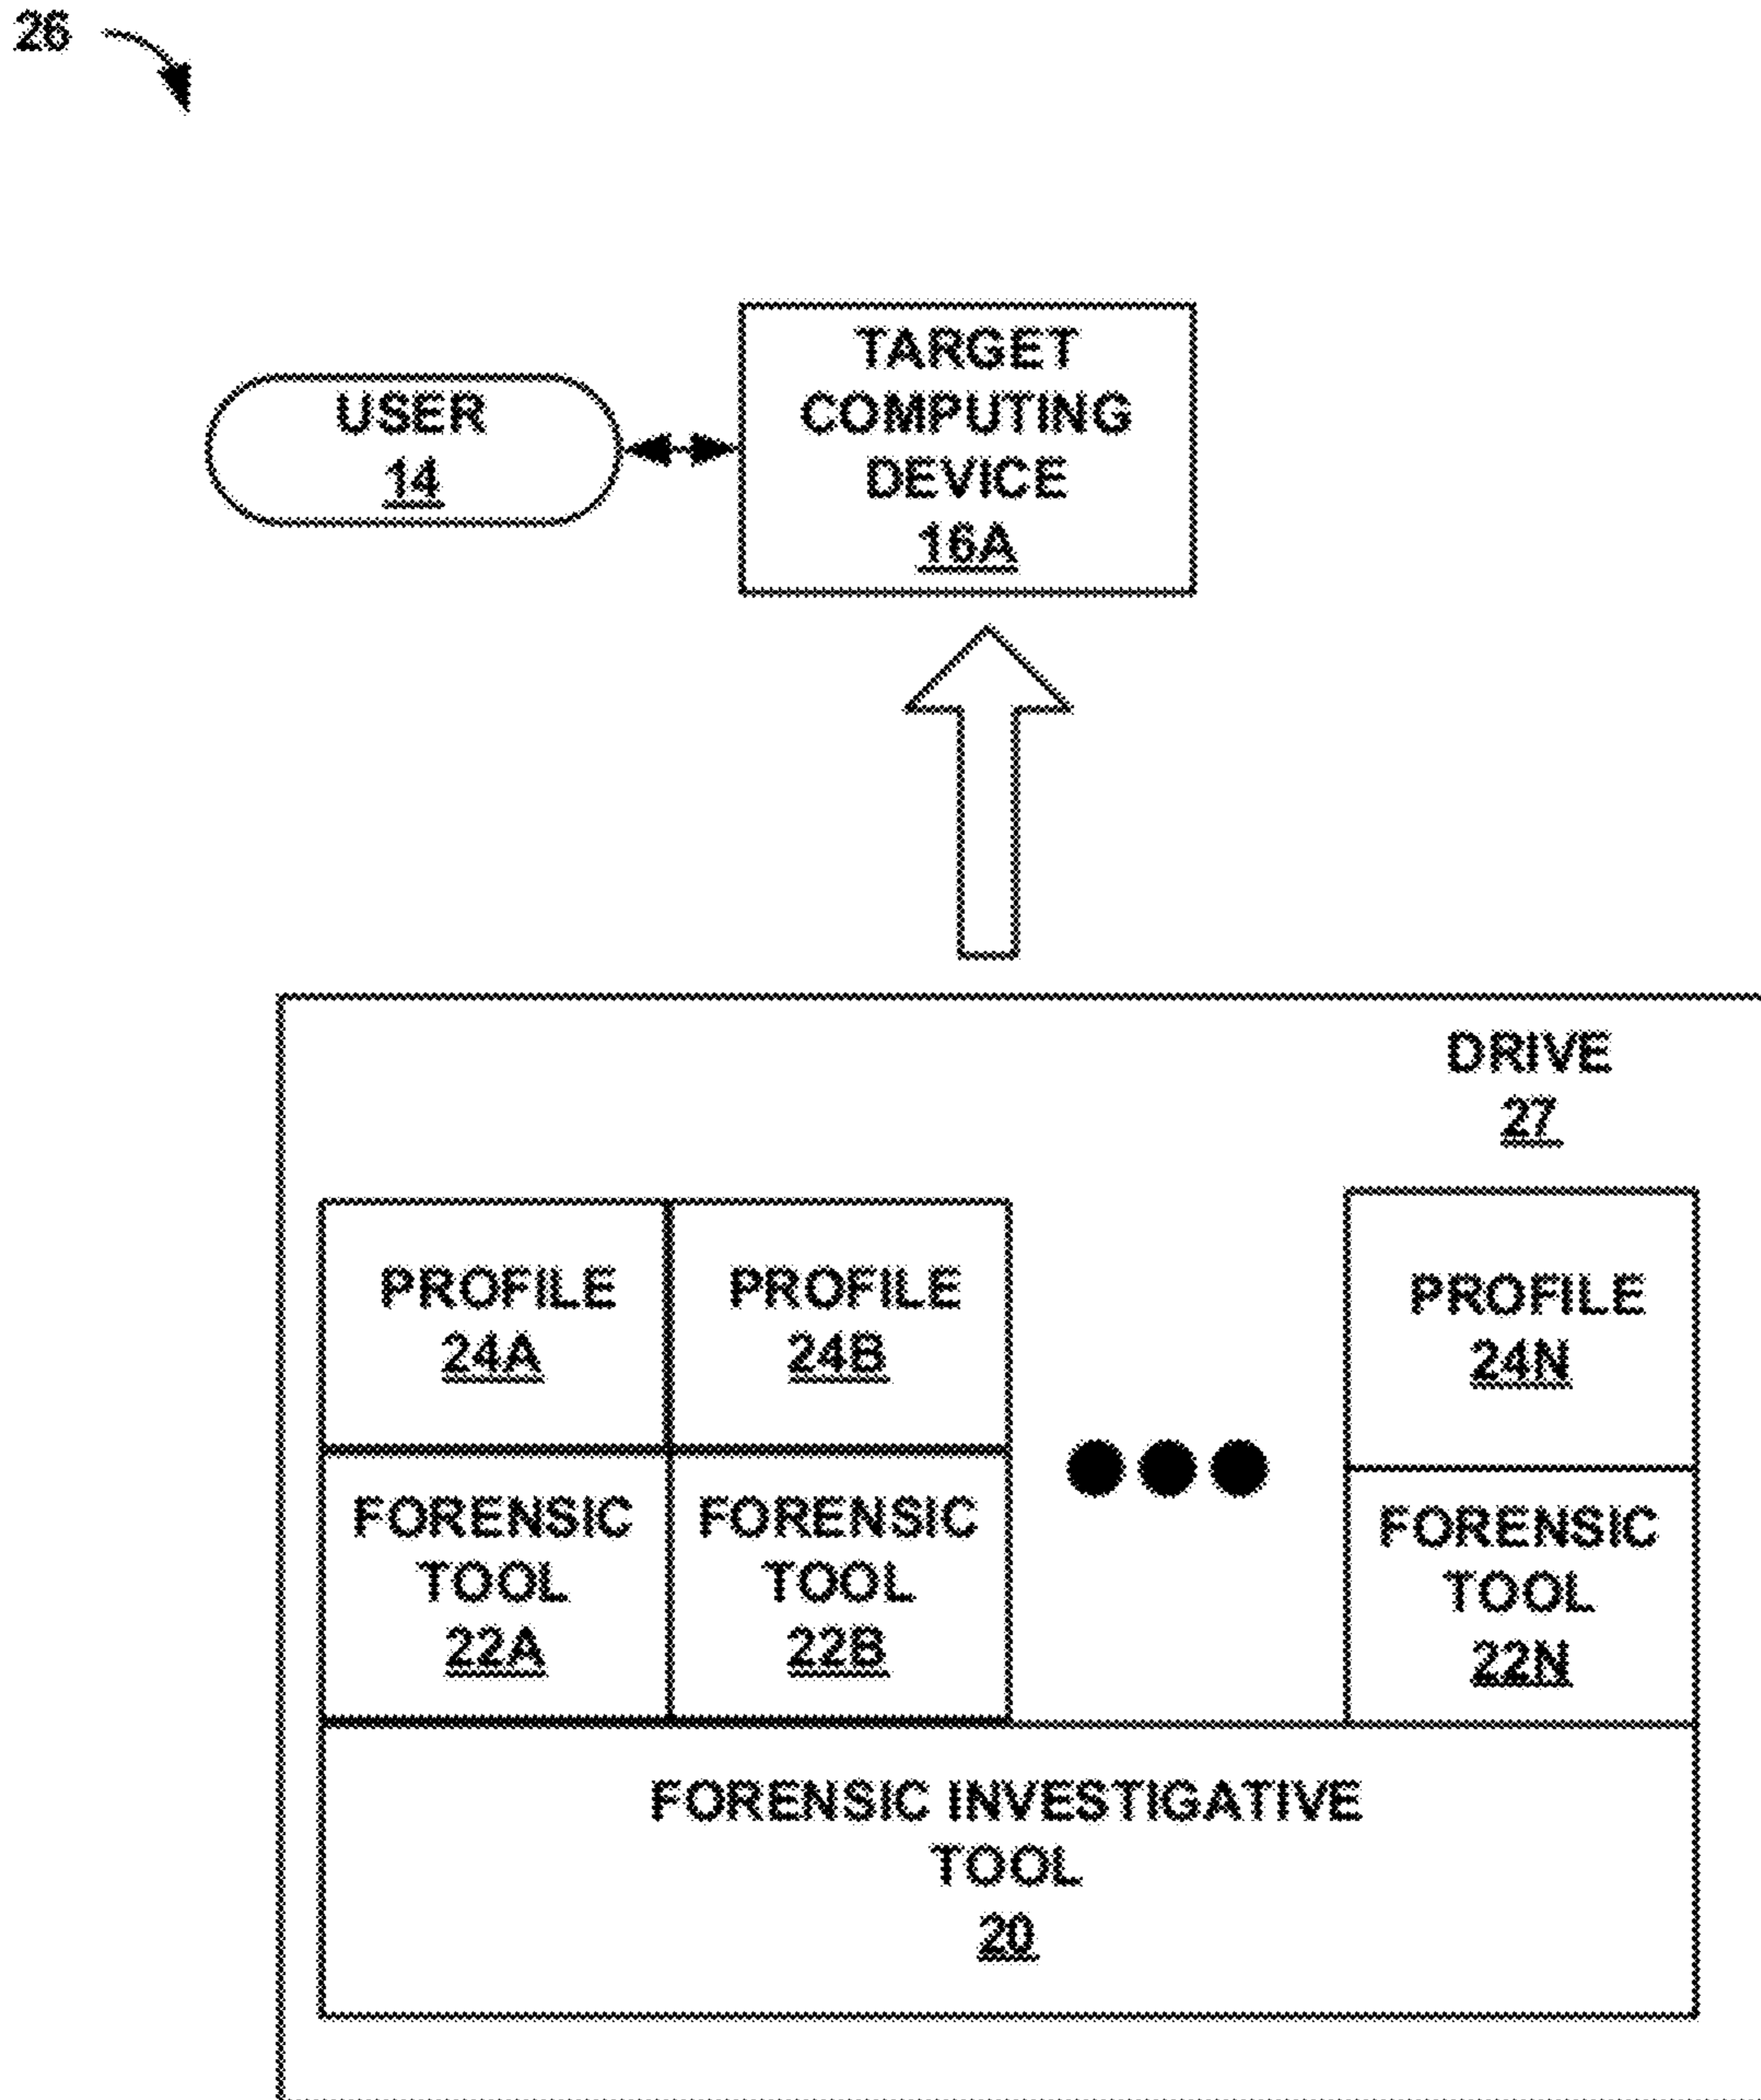 26
USER
14
TARGET
COMPUTING
DEVICE
16A
DRIVE
27
PROFILE
24A
PROFILE
24B
PROFILE
24N
FORENSIC
TOOL
22A
FORENSIC
TOOL
22B
FORENSIC
TOOL
22N
FORENSIC INVESTIGATIVE
TOOL
20